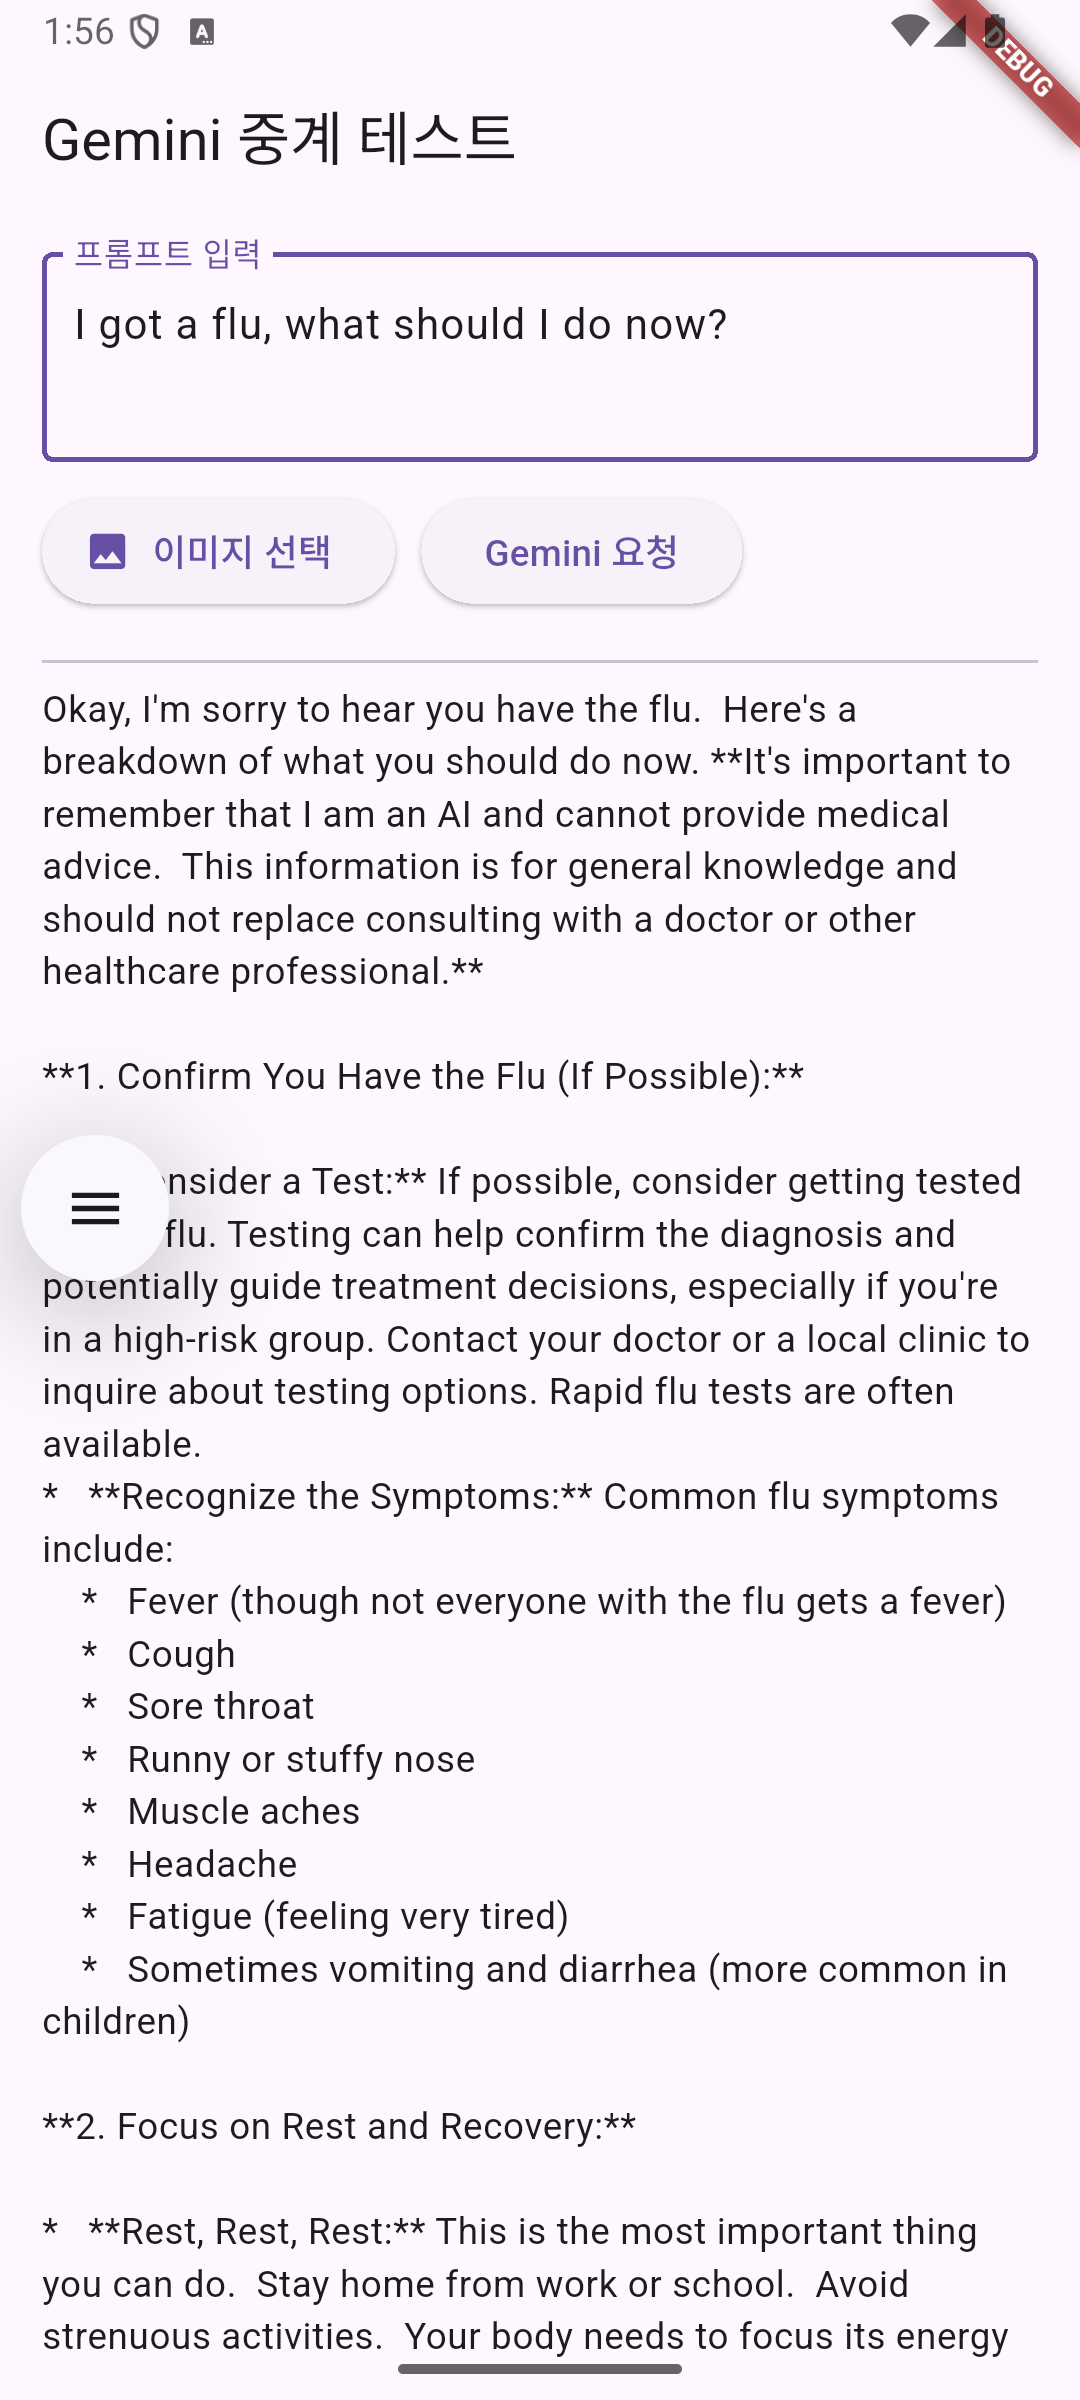 1:56
DEBUG
Gemini 중계 테스트
프롬프트 입력
I got a flu, what should I do now?
이미지 선택
Gemini 요청
Okay, I'm sorry to hear you have the flu.  Here's a
breakdown of what you should do now. **It's important to
remember that I am an AI and cannot provide medical
advice.  This information is for general knowledge and
should not replace consulting with a doctor or other
healthcare professional.**
**1. Confirm You Have the Flu (If Possible):**
a Test:** If possible, consider getting tested
flu. Testing can help confirm the diagnosis and
potentially guide treatment decisions, especially if you're
in a high-risk group. Contact your doctor or a local clinic to
inquire about testing options. Rapid flu tests are often
available.
*   **Recognize the Symptoms:** Common flu symptoms
include:
*   Fever (though not everyone with the flu gets a fever)
*   Cough
*   Sore throat
*   Runny or stuffy nose
*   Muscle aches
*   Headache
*   Fatigue (feeling very tired)
*   Sometimes vomiting and diarrhea (more common in
children)
**2. Focus on Rest and Recovery:**
*   **Rest, Rest, Rest:** This is the most important thing
you can do.  Stay home from work or school.  Avoid
strenuous activities.  Your body needs to focus its energy